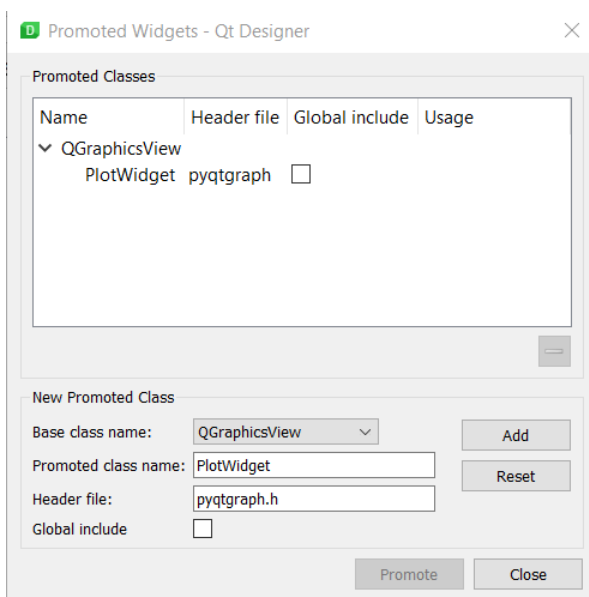 Promoted Widgets - Qt Designer
Promoted Classes
Name Header file Global include Usage
QGraphicsView
PlotWidget pyqtgraph
New Promoted Class
Base class name: QGraphicsView Add
Promoted class name: PlotWidget
Reset
Header file: pyqtgraph.h
Global include
Promote Close